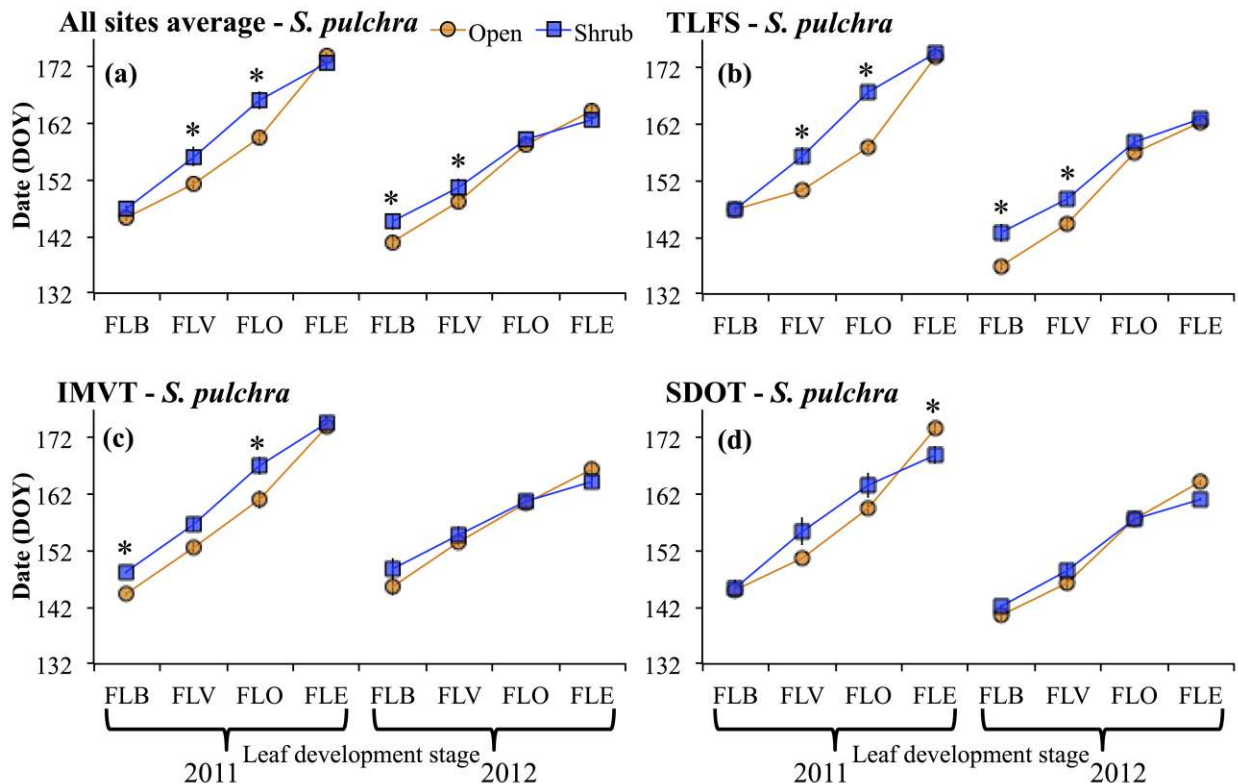 All sites average - S. pulchra
Open
Shrub
TLFS - S. pulchra
(a)
(b)
Date (DOY)
172
162
152
142
132
* * * *
172
162
152
142
132
* * * *
FLB FLV FLO FLE FLB FLV FLO FLE
FLB FLV FLO FLE FLB FLV FLO FLE
IMVT - S. pulchra
SDOT - S. pulchra
(c)
(d)
Date (DOY)
172
162
152
142
132
* *
172
162
152
142
132
*
FLB FLV FLO FLE FLB FLV FLO FLE
FLB FLV FLO FLE FLB FLV FLO FLE
Leaf development stage
2011 2012
Leaf development stage
2011 2012